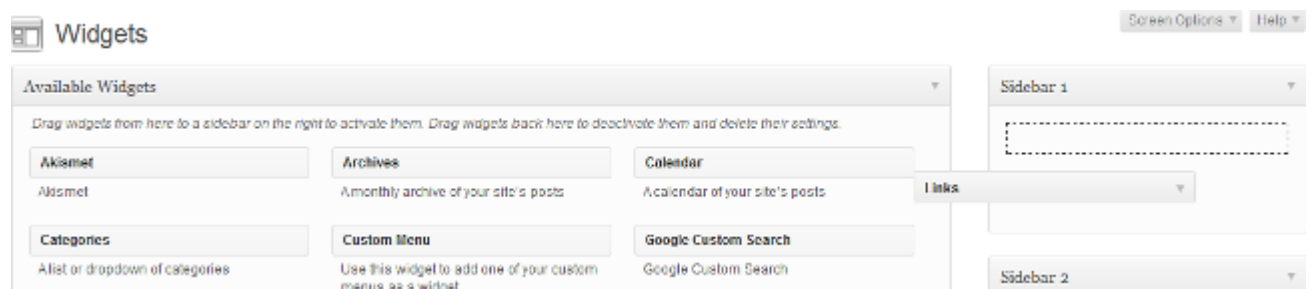 Screen Options Help
Widgets
Available Widgets
Sidebar 1
Drag widgets from here to a sidebar on the right to activate them. Drag widgets back here to deactivate them and delete their settings.
Akismet Archives Calendar
Akismet A monthly archive of your site's posts A calendar of your site's posts
Links
Categories Custom Menu Google Custom Search
A list or dropdown of categories Use this widget to add one of your custom Google Custom Search
menus as a widget
Sidebar 2